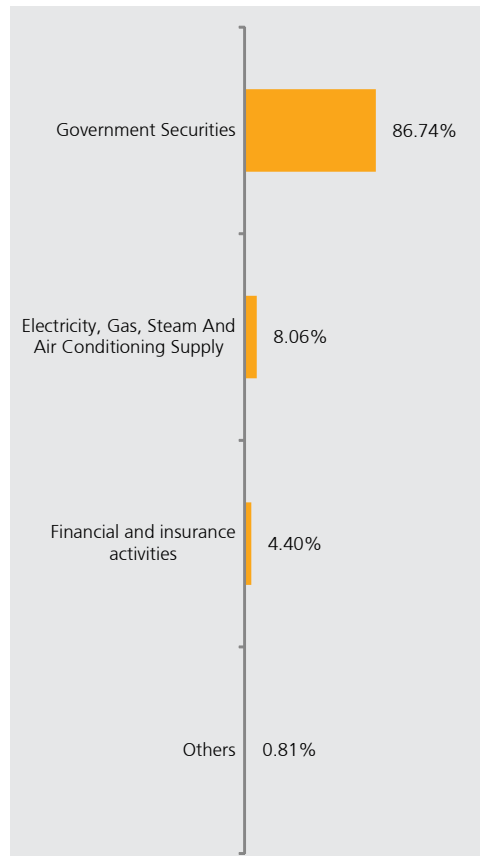 Government Securities
86.74%
Electricity, Gas, Steam And
Air Conditioning Supply
8.06%
Financial and insurance
activities
4.40%
Others
0.81%